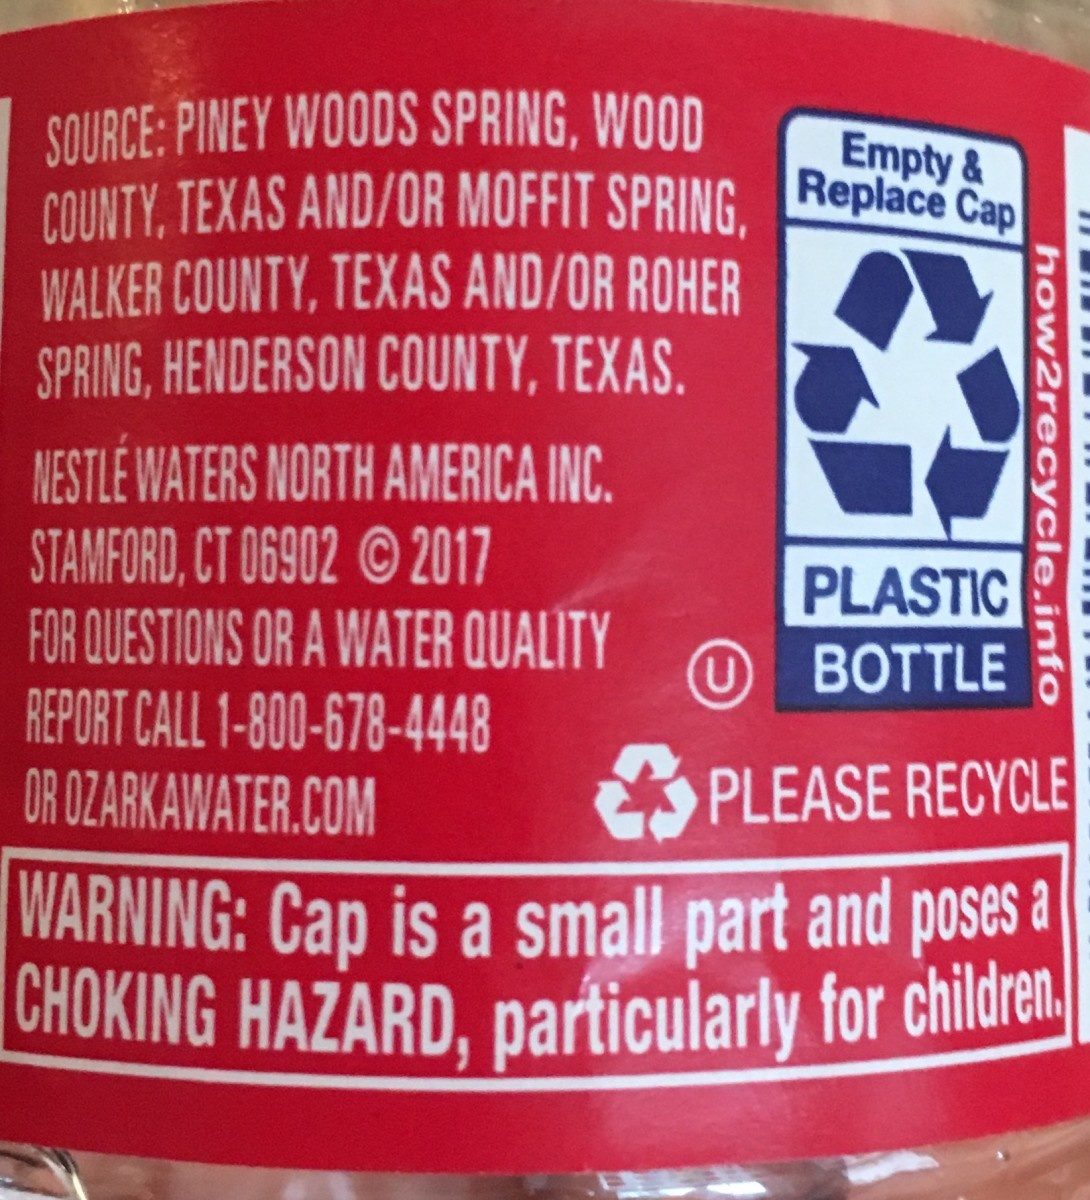 SOURCE: PINEY WOODS SPRING, WOOD
COUNTY, TEXAS AND/OR MOFFIT SPRING,
WALKER COUNTY, TEXAS AND/OR ROHER
SPRING, HENDERSON COUNTY, TEXAS.
NESTLÉ WATERS NORTH AMERICA INC.
STAMFORD, CT 06902 © 2017
FOR QUESTIONS OR A WATER QUALITY
REPORT CALL 1-800-678-4448
OR OZARKAWATER.COM
U
Empty &
Replace Cap
PLASTIC
BOTTLE
how2recycle.info
PLEASE RECYCLE
WARNING: Cap is a small part and poses a
CHOKING HAZARD, particularly for children.